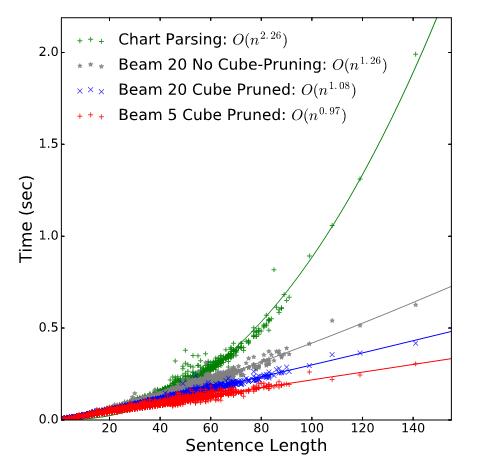 Chart Parsing: O(n^2.26)
Beam 20 No Cube-Pruning: O(n^1.26)
Beam 20 Cube Pruned: O(n^1.08)
Beam 5 Cube Pruned: O(n^0.97)
2.0
1.5
1.0
0.5
0.0
Time (sec)
20 40 60 80 100 120 140
Sentence Length